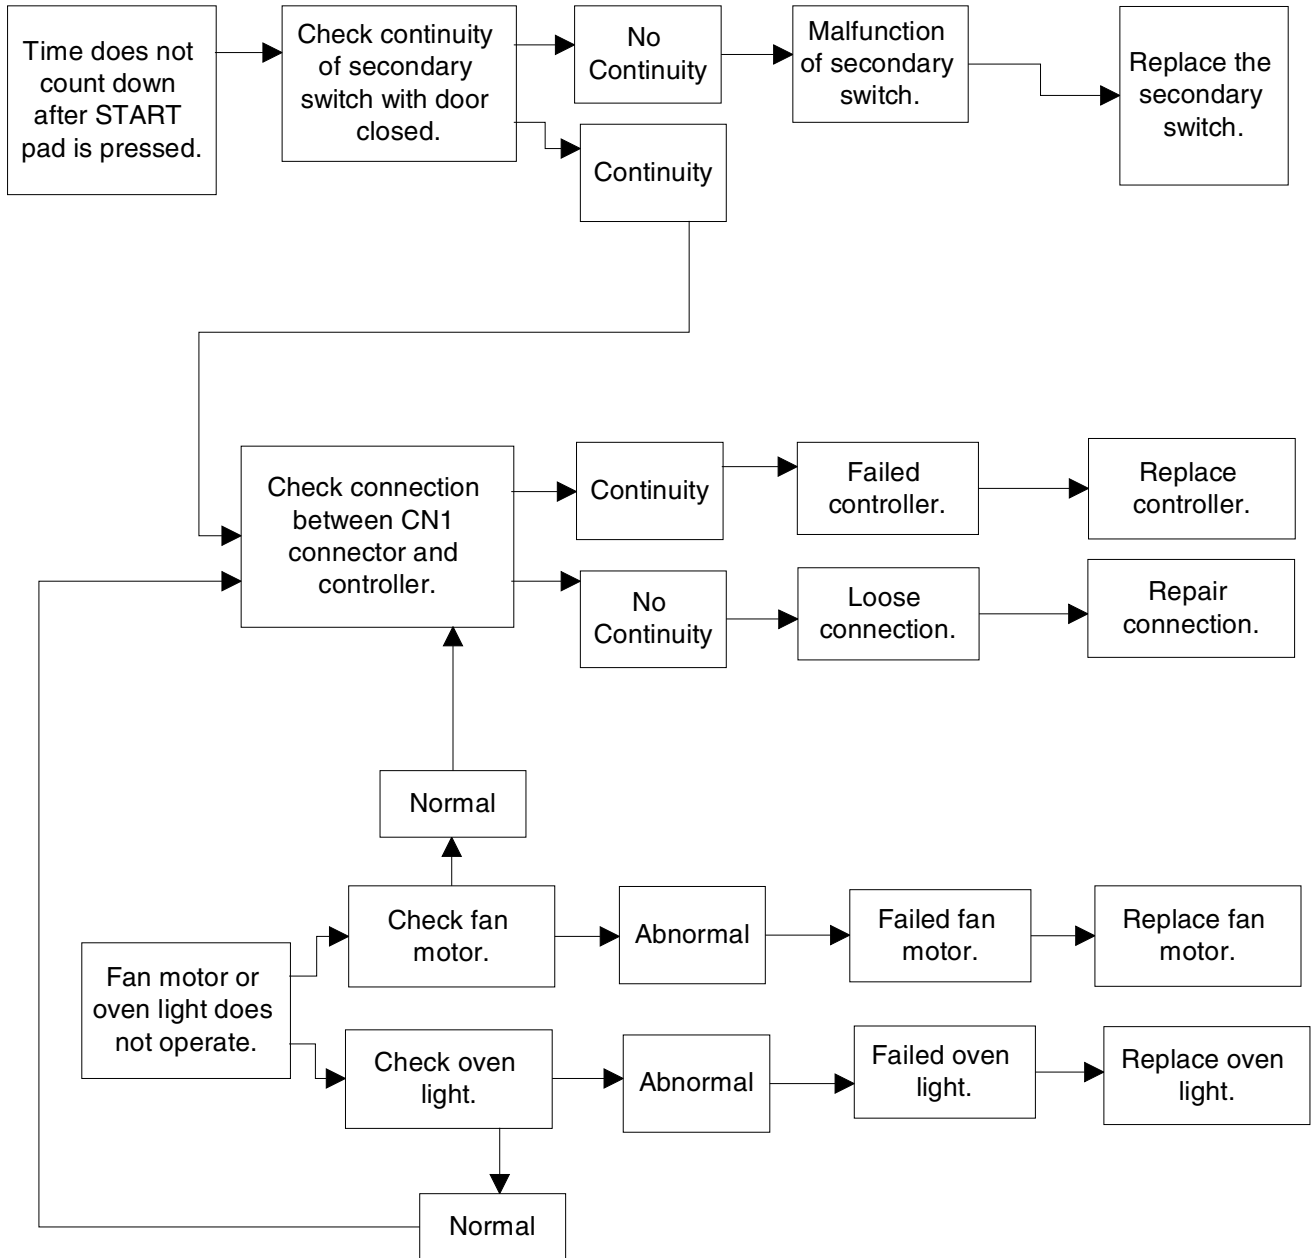 Time does not
count down
after START
pad is pressed.
Check continuity
of secondary
switch with door
closed.
No
Continuity
Malfunction
of secondary
switch.
Replace the
secondary
switch.
Continuity
Check connection
between CN1
connector and
controller.
Continuity
Failed
controller.
Replace
controller.
No
Continuity
Loose
connection.
Repair
connection.
Normal
Fan motor or
oven light does
not operate.
Check fan
motor.
Abnormal
Failed fan
motor.
Replace fan
motor.
Check oven
light.
Abnormal
Failed oven
light.
Replace oven
light.
Normal